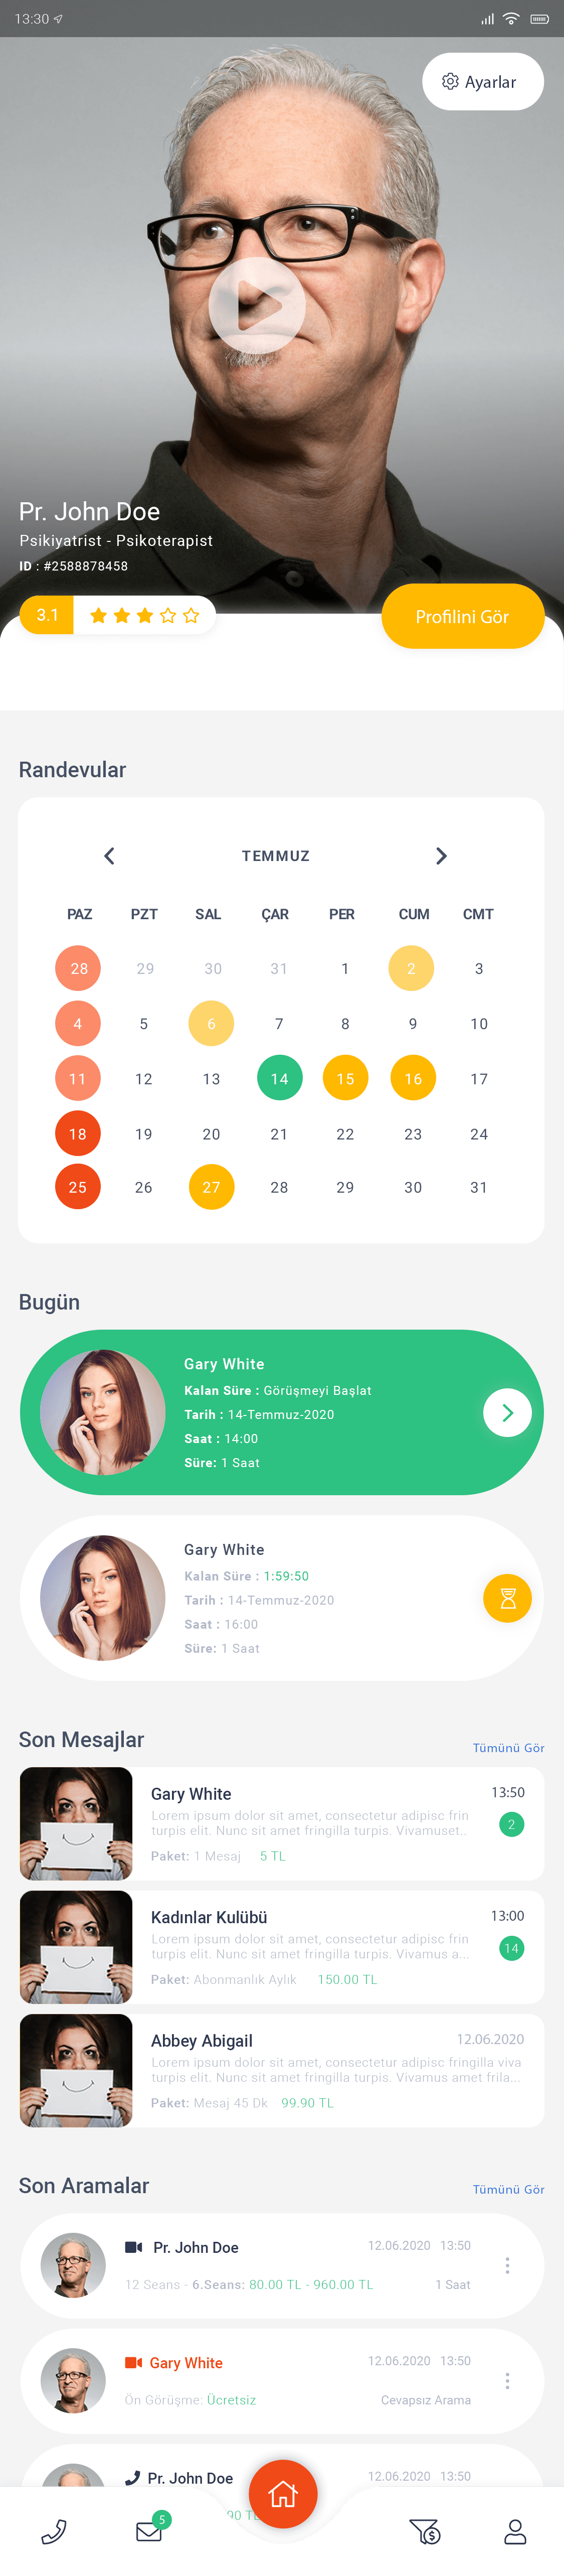 13:30
Ayarlar
Pr. John Doe
Psikiyatrist - Psikoterapist
ID : #2588878458
3.1
Profilini Gör
Randevular
TEMMUZ
PAZ PZT SAL ÇAR PER CUM CMT
28 29 30 31 1 2 3
4 5 6 7 8 9 10
11 12 13 14 15 16 17
18 19 20 21 22 23 24
25 26 27 28 29 30 31
Bugün
Gary White
Kalan Süre : Görüşmeyi Başlat
Tarih : 14-Temmuz-2020
Saat : 14:00
Süre: 1 Saat
Gary White
Kalan Süre : 1:59:50
Tarih : 14-Temmuz-2020
Saat : 16:00
Süre: 1 Saat
Son Mesajlar
Tümünü Gör
Gary White 13:50
Lorem ipsum dolor sit amet, consectetur adipisc frin
turpis elit. Nunc sit amet fringilla turpis. Vivamuset..
2
Paket: 1 Mesaj 5 TL
Kadınlar Kulübü 13:00
Lorem ipsum dolor sit amet, consectetur adipisc frin
turpis elit. Nunc sit amet fringilla turpis. Vivamus a...
14
Paket: Abonmanlık Aylık 150.00 TL
Abbey Abigail 12.06.2020
Lorem ipsum dolor sit amet, consectetur adipisc fringilla viva
turpis elit. Nunc sit amet fringilla turpis. Vivamus amet frila...
Paket: Mesaj 45 Dk 99.90 TL
Son Aramalar
Tümünü Gör
Pr. John Doe 12.06.2020 13:50
12 Seans - 6.Seans: 80.00 TL - 960.00 TL 1 Saat
Gary White 12.06.2020 13:50
Ön Görüşme: Ücretsiz Cevapsız Arama
Pr. John Doe 12.06.2020 13:50
5